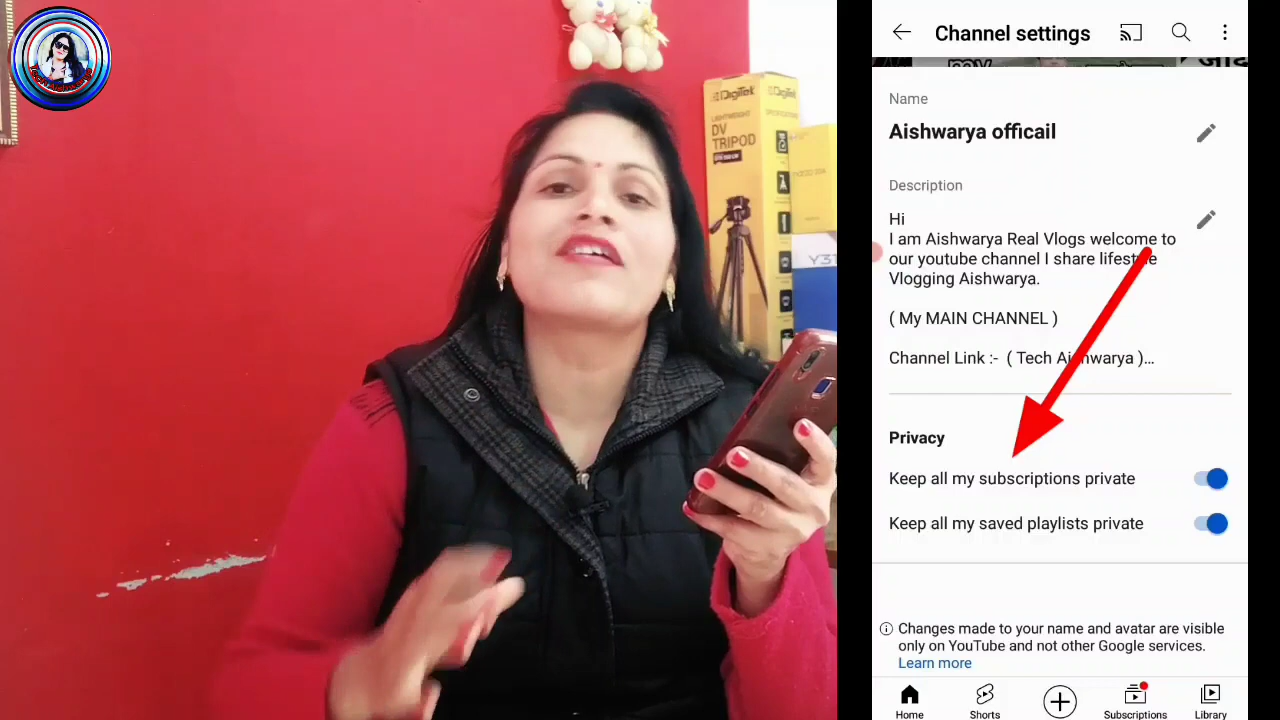 DigiTek
LIGHTWEIGHT
DV
TRIPOD
Y31
Channel settings
my
Name
Aishwarya officail
Description
Hi
I am Aishwarya Real Vlogs welcome to
our youtube channel I share lifestyle
Vlogging Aishwarya.
( My MAIN CHANNEL )
Channel Link :- ( Tech Aishwarya )...
Privacy
Keep all my subscriptions private
Keep all my saved playlists private
Changes made to your name and avatar are visible
only on YouTube and not other Google services.
Learn more
Home
Shorts
Subscriptions
Library